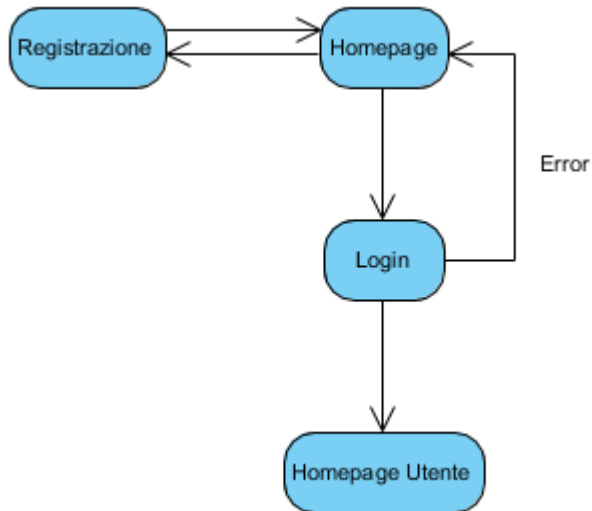 Registrazione
Homepage
Error
Login
Homepage Utente